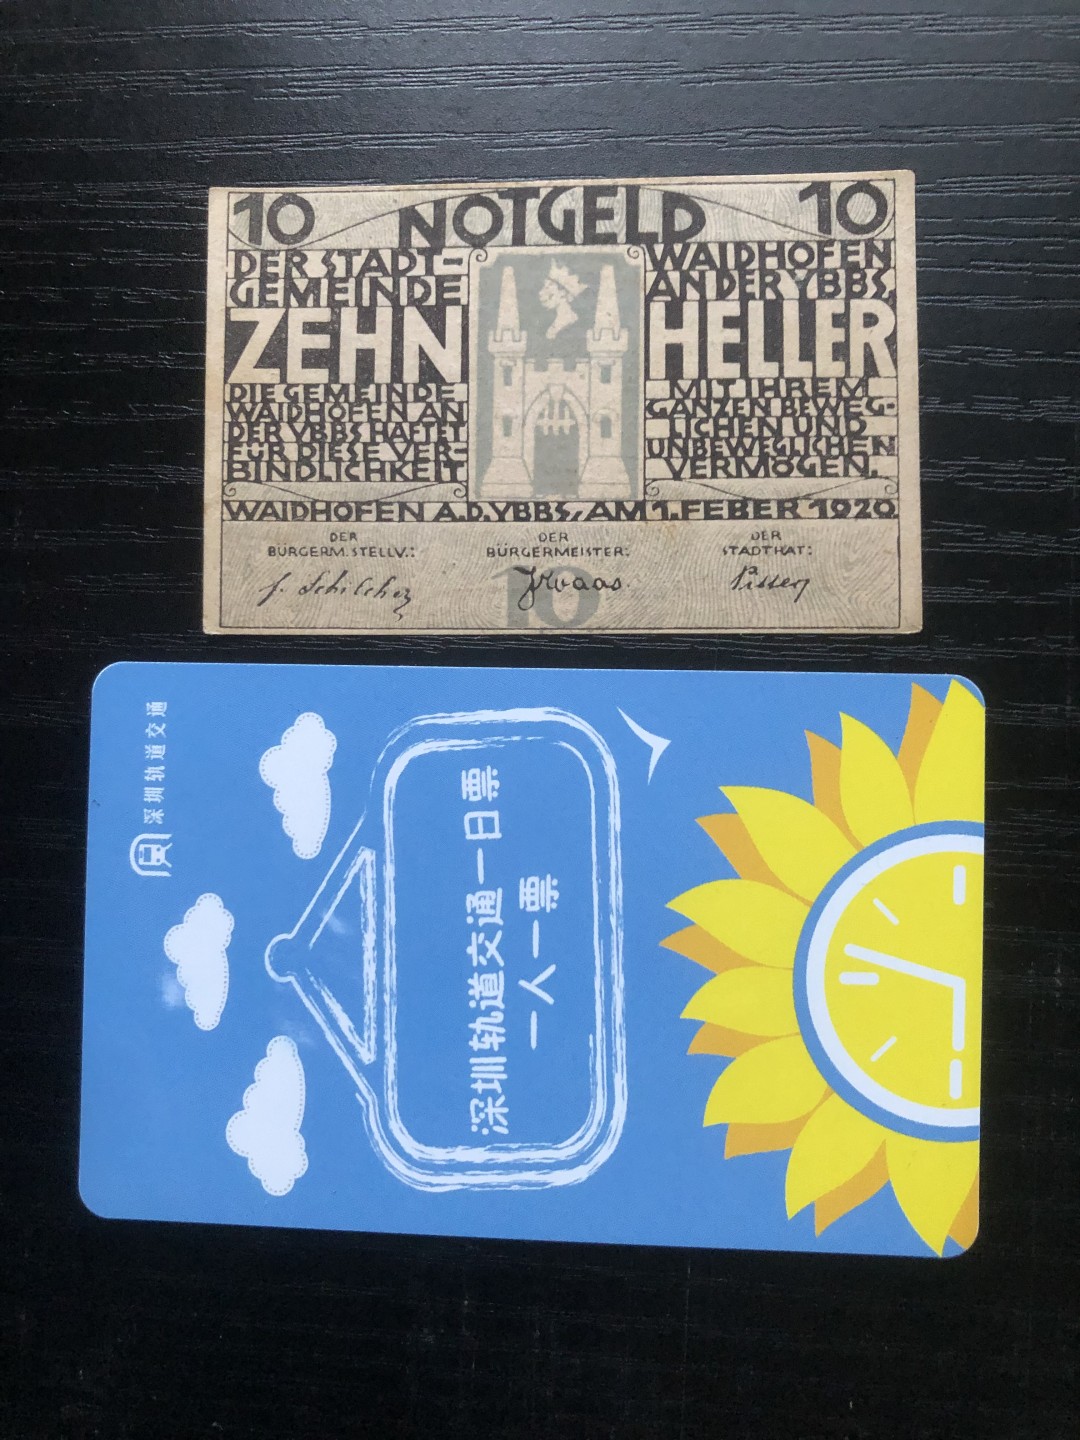 10 NOTGELD 10
DER STADT-
GEMEINDE
ZEHN
DIE GEMEINDE
WAIDHOFEN AN
DER YBBS HAFTET
FÜR DIESE VER-
BINDLICHKEIT
WAIDHOFEN
AN DER YBBS,
HELLER
MIT IHREM
GANZEN BEWEG-
LICHEN UND
UNBEWEGLICHEN
VERMÖGEN.
WAIDHOFEN A.D. YBBS, AM 1. FEBER 1920
DER
BÜRGERM. STELLV.:
DER
BÜRGERMEISTER:
DER
STADTRAT:
10
深圳轨道交通
深圳轨道交通一日票
一人一票